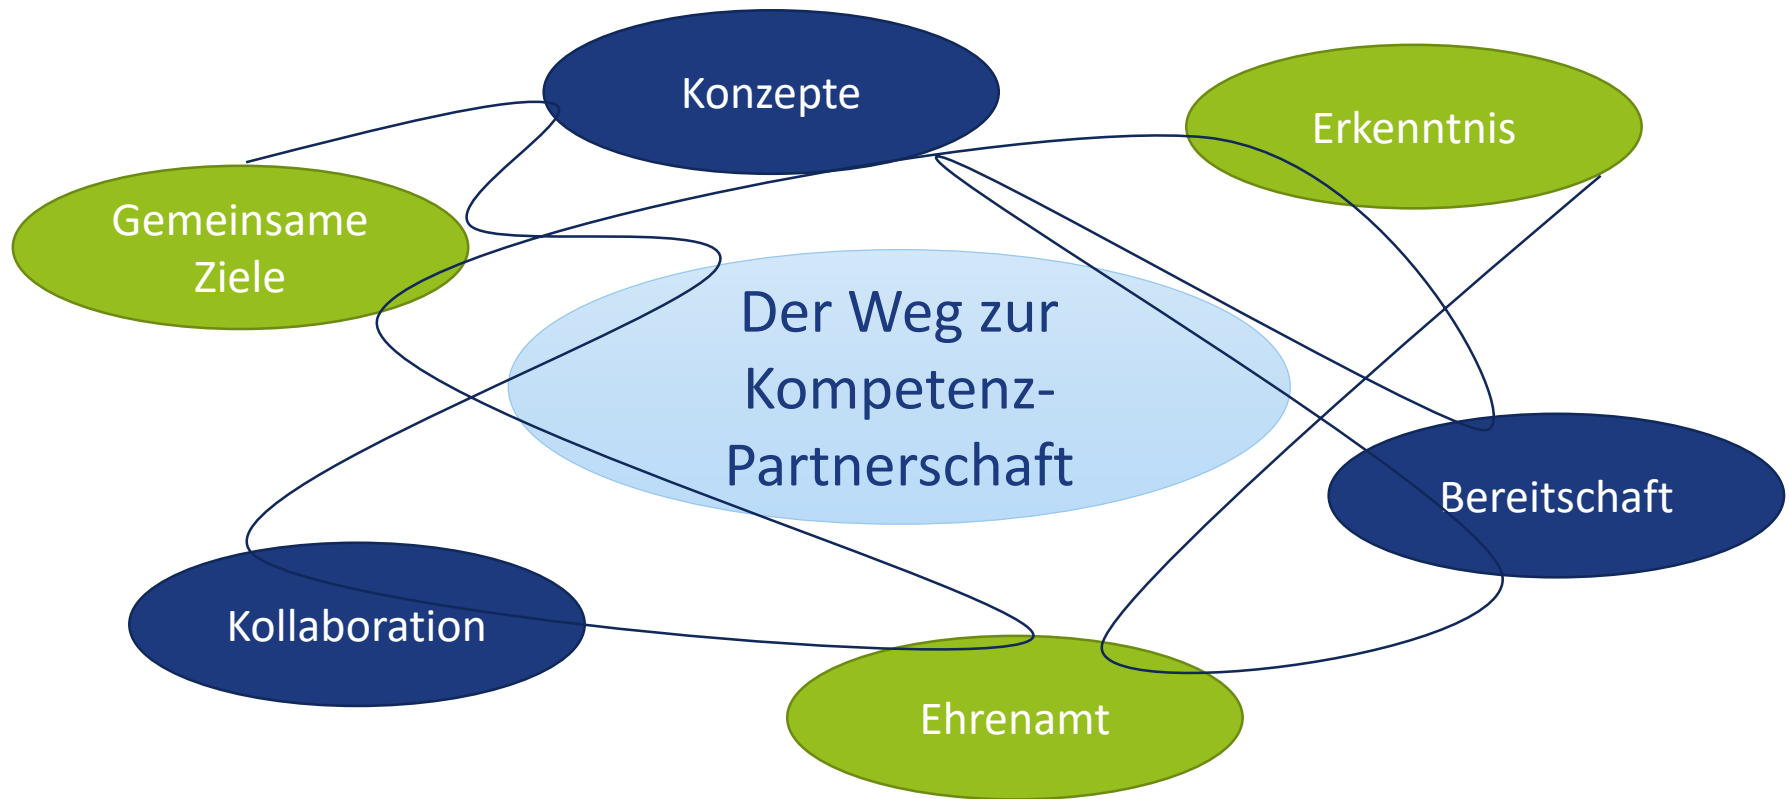 Konzepte
Erkenntnis
Gemeinsame
Ziele
Der Weg zur
Kompetenz-
Partnerschaft
Bereitschaft
Kollaboration
Ehrenamt